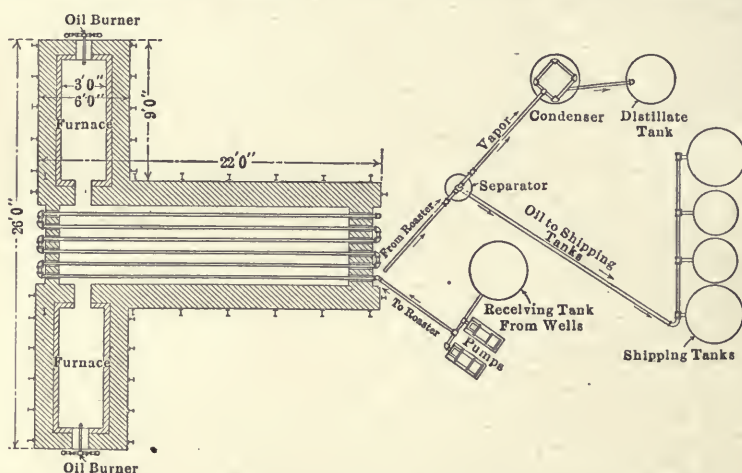 Oil Burner
3'0"
6'0"
Furnace
9'0"
22'0"
26'0"
Furnace
Oil Burner
Condenser
Distillate
Tank
Vapor
Separator
From Roaster
Oil to Shipping
Tanks
To Roaster
Receiving Tank
From Wells
Pumps
Shipping Tanks